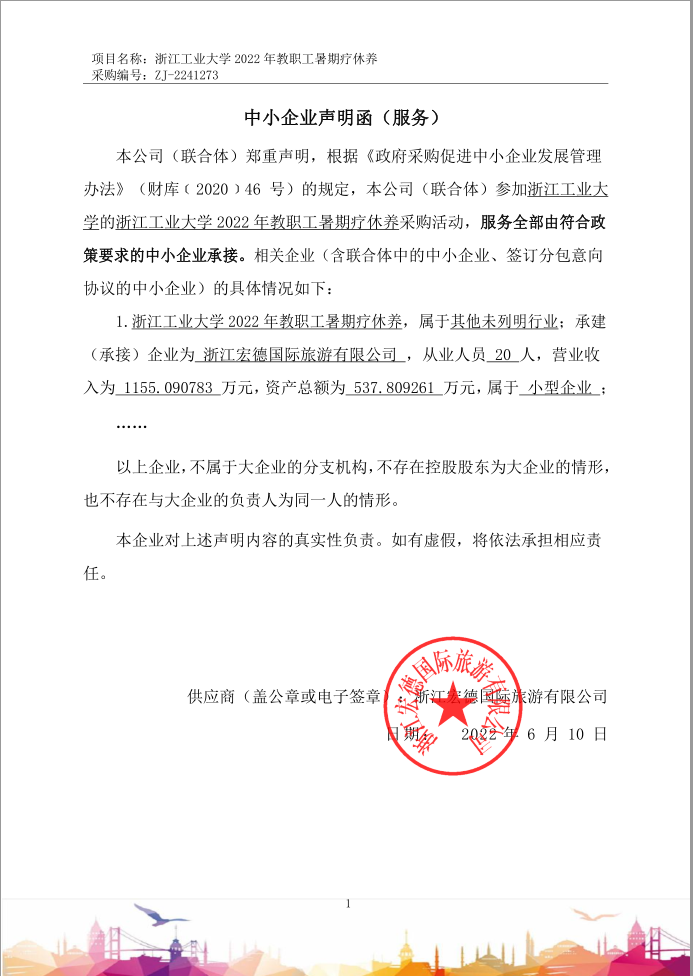 项目名称：浙江工业大学 2022 年教职工暑期疗休养
采购编号：ZJ-2241273
中小企业声明函（服务）
本公司（联合体）郑重声明，根据《政府采购促进中小企业发展管理
办法》（财库﹝2020﹞46 号）的规定，本公司（联合体）参加浙江工业大
学的浙江工业大学 2022 年教职工暑期疗休养采购活动，服务全部由符合政
策要求的中小企业承接。相关企业（含联合体中的中小企业、签订分包意向
协议的中小企业）的具体情况如下：
1.浙江工业大学 2022 年教职工暑期疗休养，属于其他未列明行业；承建
（承接）企业为 浙江宏德国际旅游有限公司 ，从业人员 20 人，营业收
入为 1155.090783 万元，资产总额为 537.809261 万元，属于 小型企业 ；
……
以上企业，不属于大企业的分支机构，不存在控股股东为大企业的情形，
也不存在与大企业的负责人为同一人的情形。
本企业对上述声明内容的真实性负责。如有虚假，将依法承担相应责
任。
供应商（盖公章或电子签章）：浙江宏德国际旅游有限公司
日期： 2022 年 6 月 10 日
浙江宏德国际旅游有限公司
1